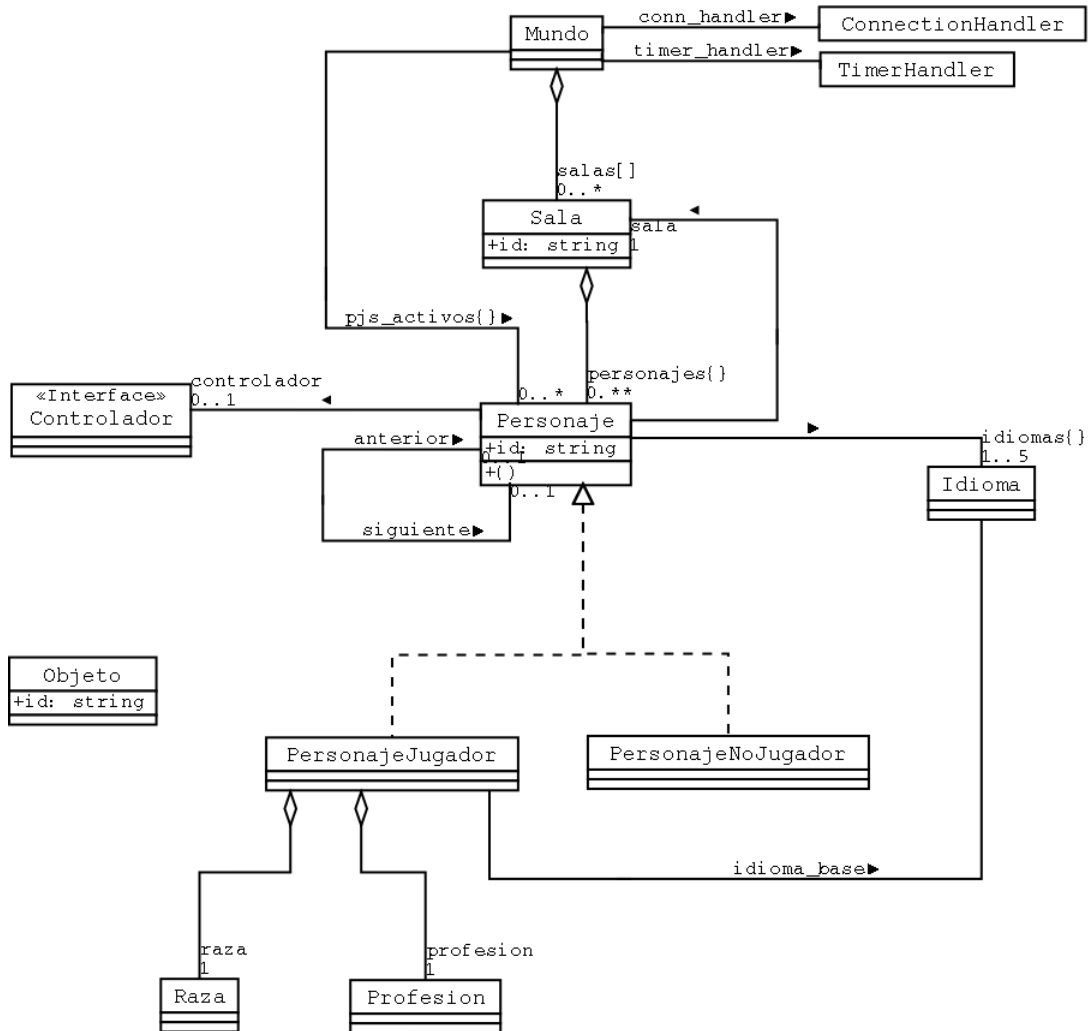 conn_handler▶
ConnectionHandler
Mundo
timer_handler▶
TimerHandler
salas[]
0..*
Sala
+id: string
sala
1
pjs_activos{}▶
personajes{}
0..*
0.**
controlador
0..1
«Interface»
Controlador
Personaje
+id: string
0..1
+()
0..1
anterior▶
siguiente▶
idiomas{}
1..5
Idioma
Objeto
+id: string
PersonajeJugador
PersonajeNoJugador
idioma_base▶
raza
1
profesion
1
Raza
Profesion